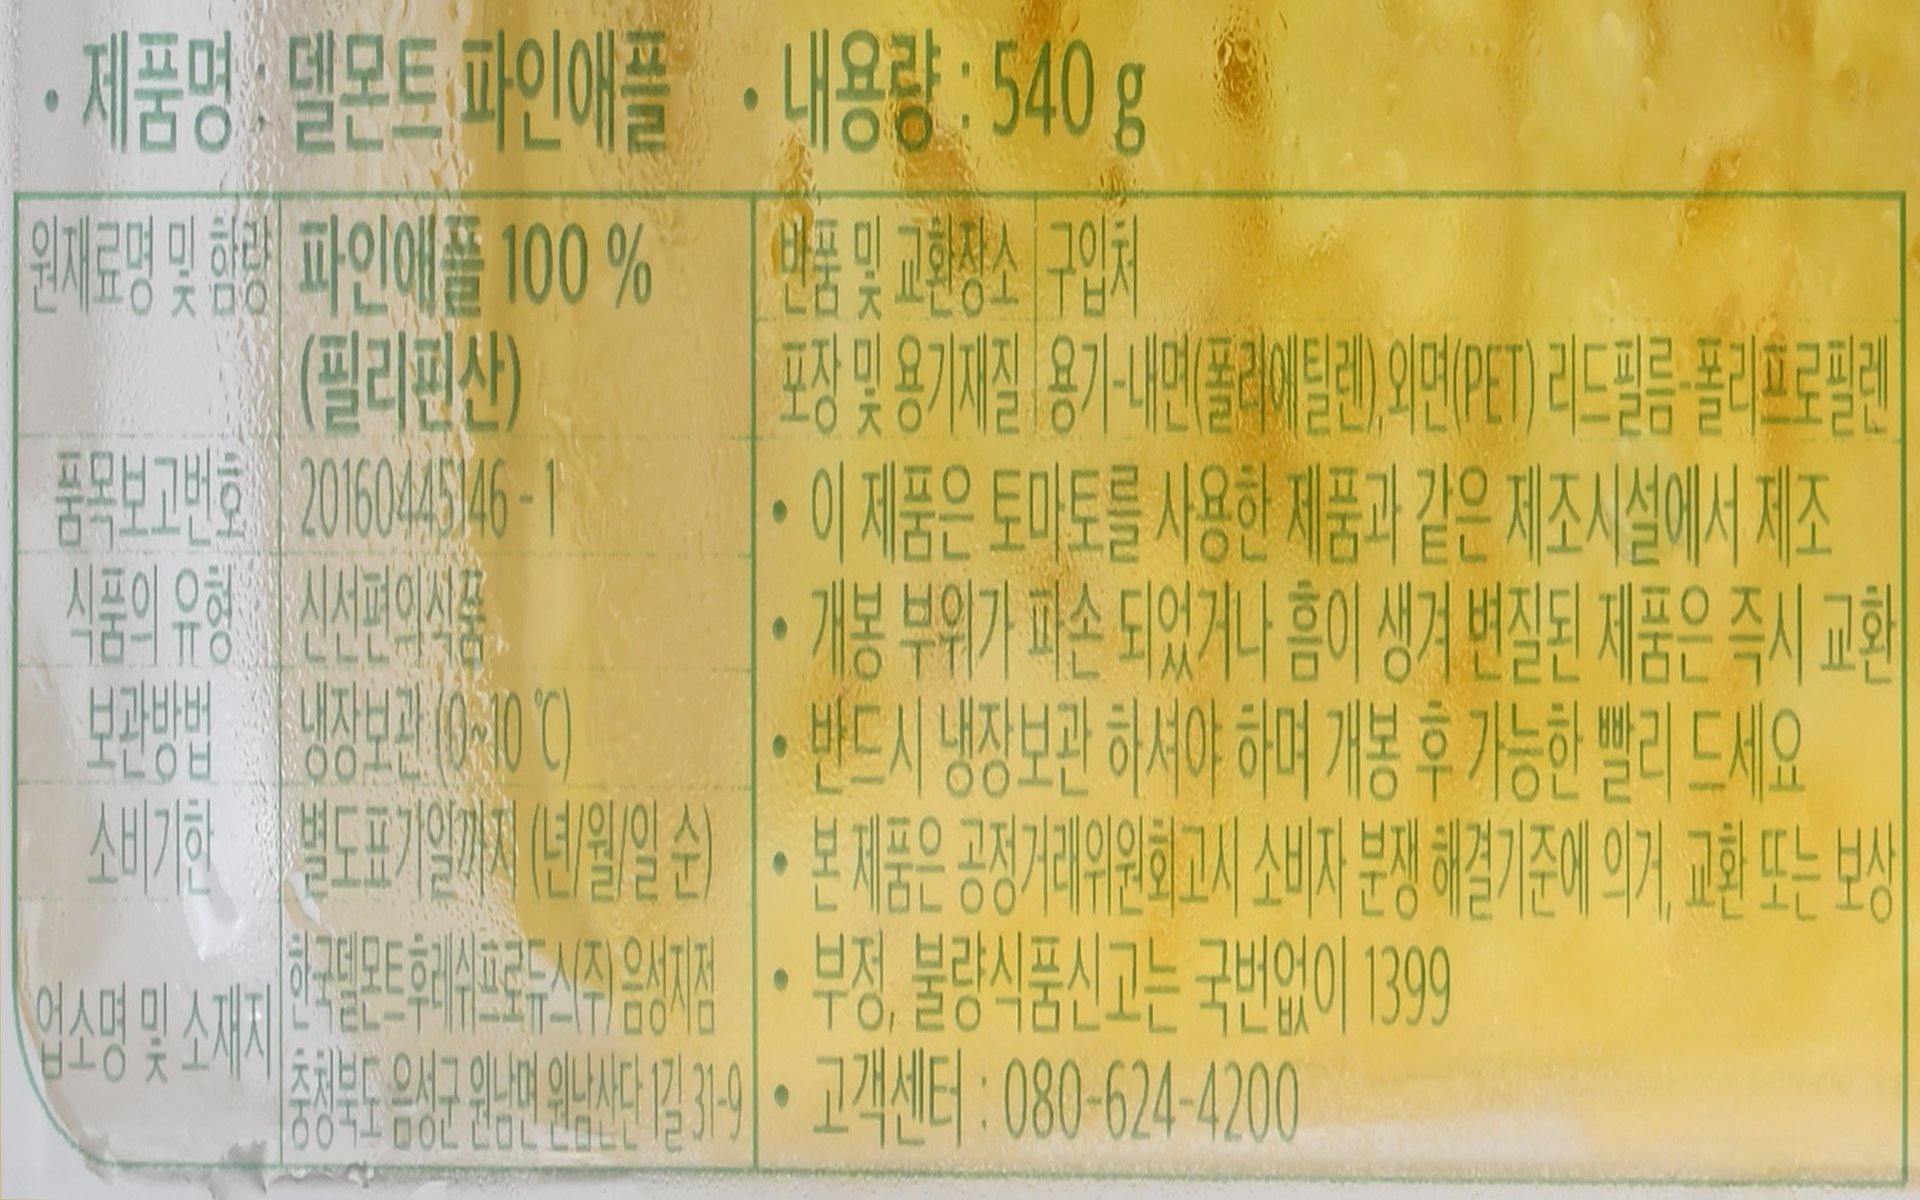 • 제품명 : 델몬트 파인애플 • 내용량 : 540 g
원재료명 및 함량 파인애플 100 %
(필리핀산)
품목보고번호 20160445146 - 1
식품의 유형 신선편의식품
보관방법 냉장보관 (0~10 ℃)
소비기한 별도표기일까지 (년/월/일 순)
업소명 및 소재지 한국델몬트후레쉬프로듀스(주) 음성지점
충청북도 음성군 원남면 원남산단 1길 31-9
반품 및 교환장소 구입처
포장 및 용기재질 용기-내면(폴리에틸렌),외면(PET) 리드필름-폴리프로필렌
• 이 제품은 토마토를 사용한 제품과 같은 제조시설에서 제조
• 개봉 부위가 파손 되었거나 흠이 생겨 변질된 제품은 즉시 교환
• 반드시 냉장보관 하셔야 하며 개봉 후 가능한 빨리 드세요
• 본 제품은 공정거래위원회고시 소비자 분쟁 해결기준에 의거, 교환 또는 보상
• 부정, 불량식품신고는 국번없이 1399
• 고객센터 : 080-624-4200